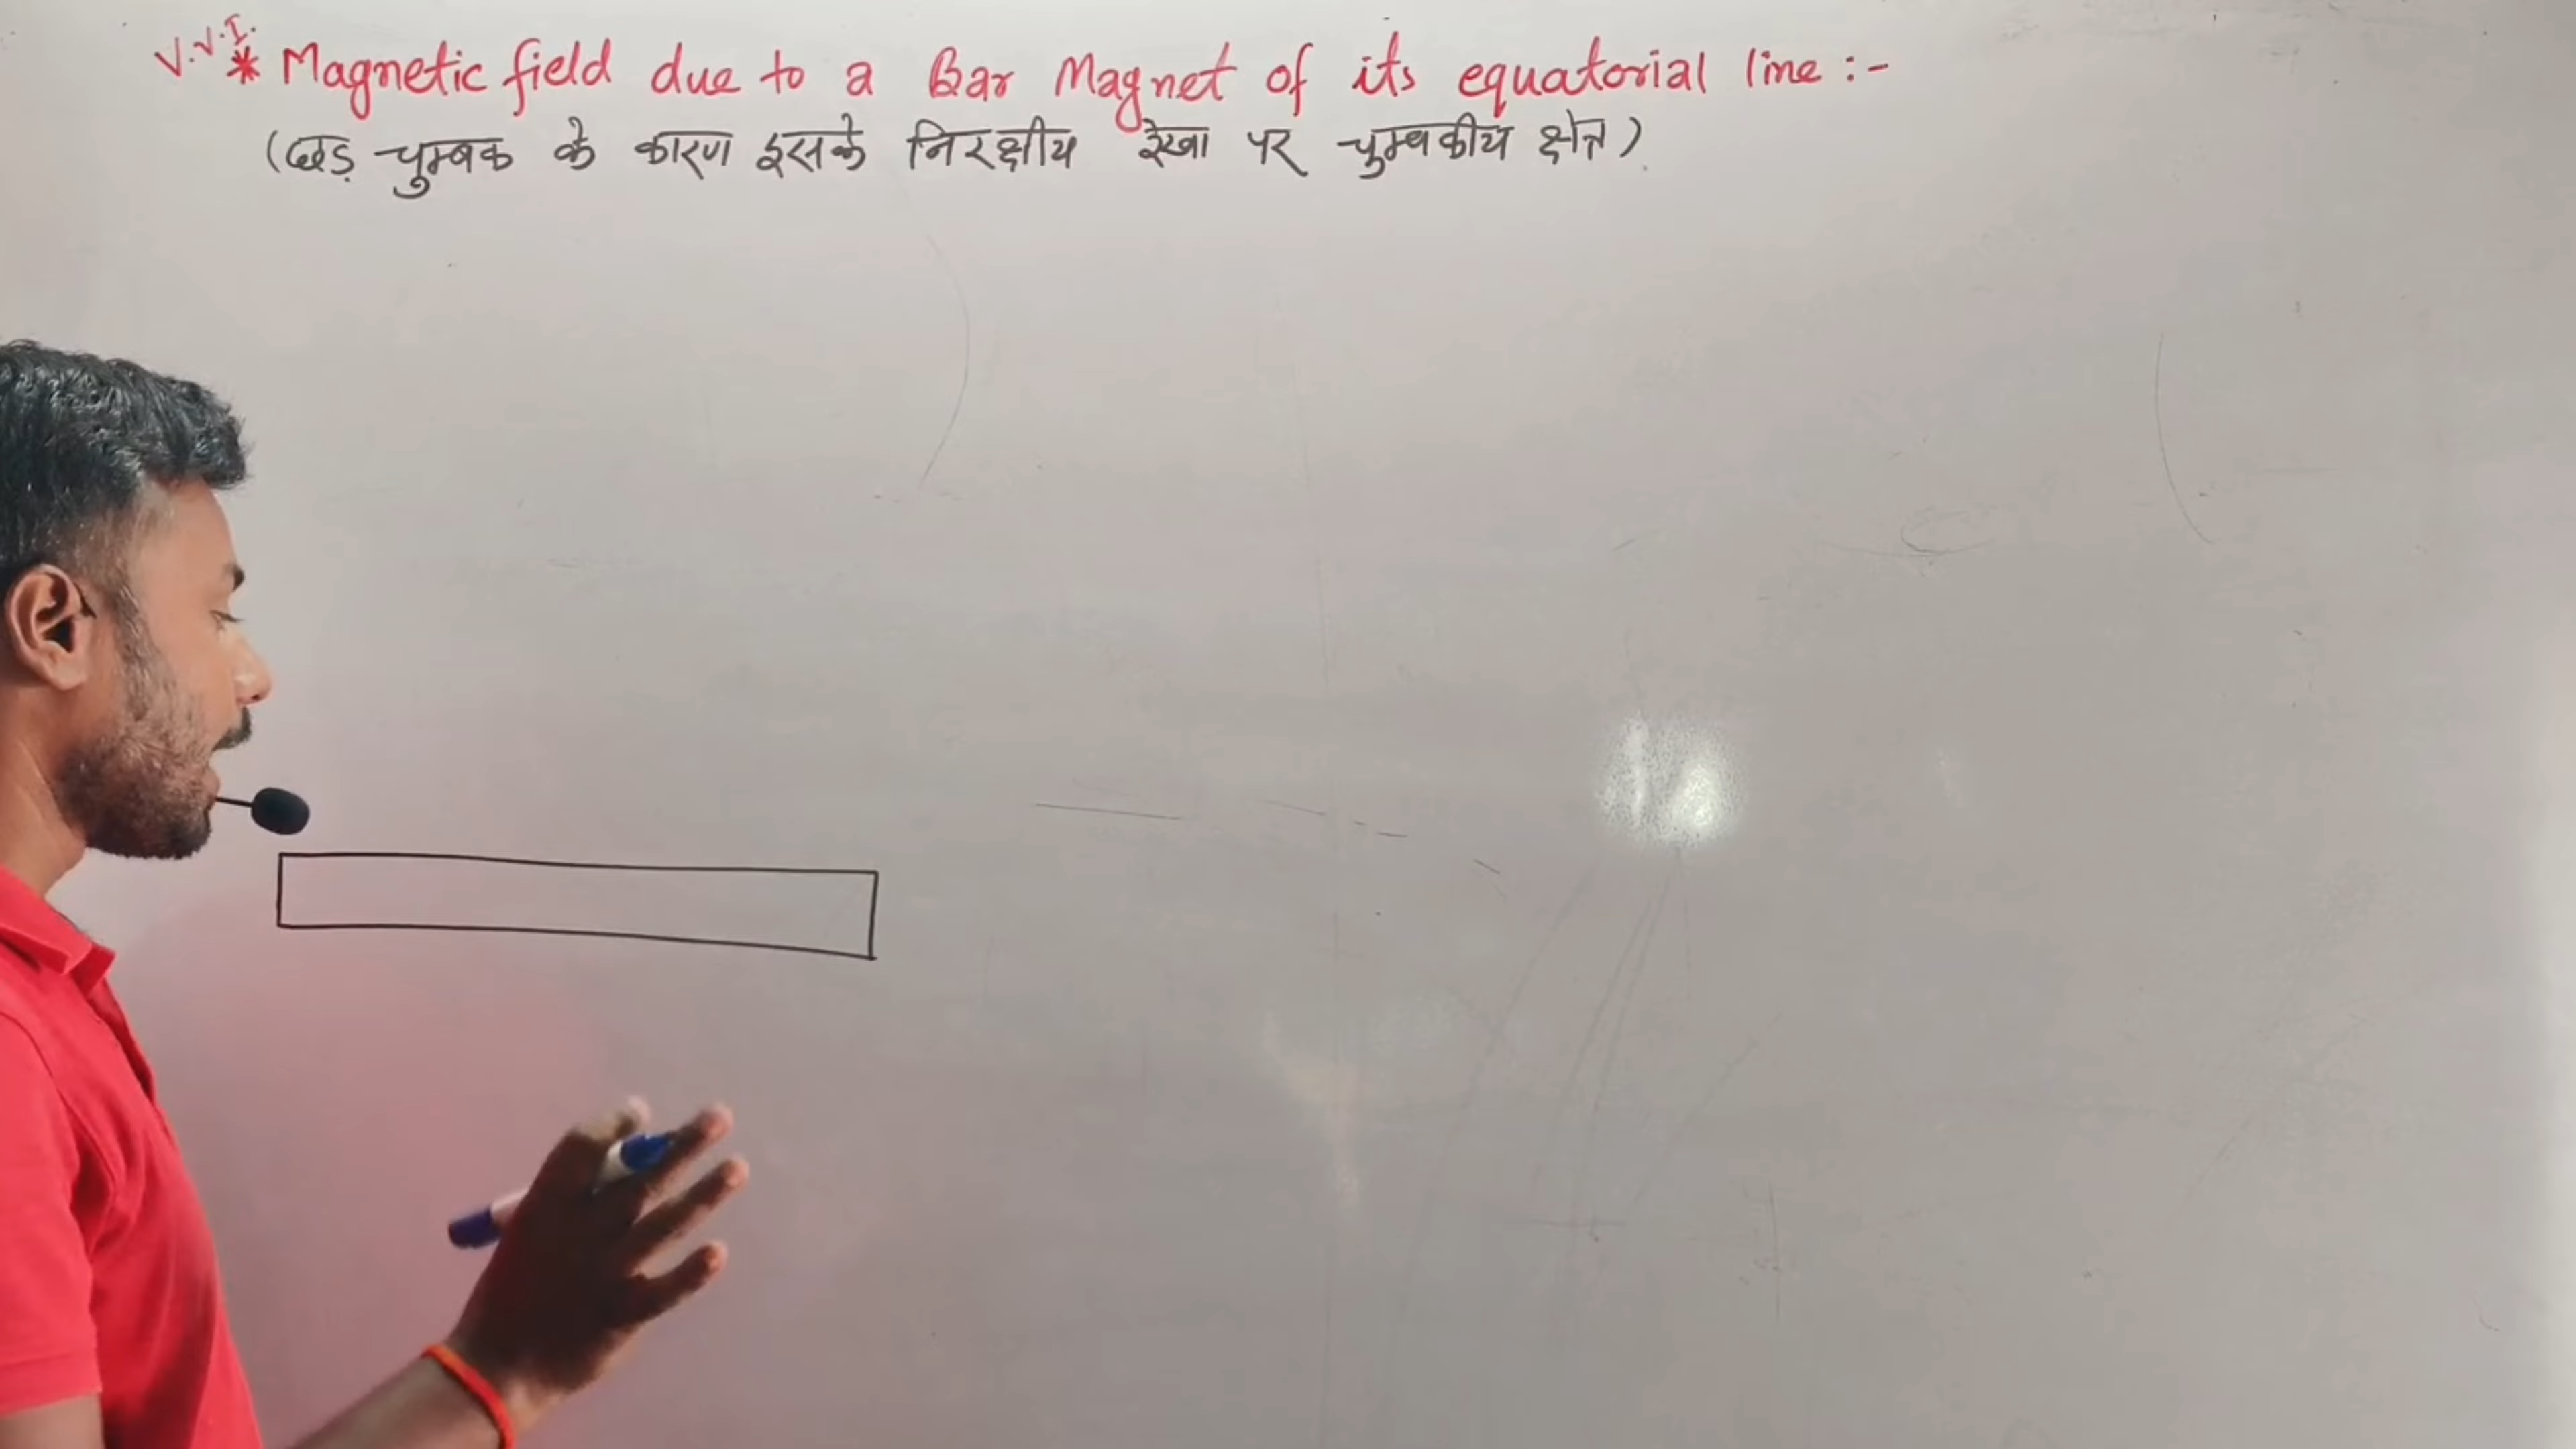 V.V.I.
* Magnetic field due to a Bar Magnet of its equatorial line :-
(छड़ चुम्बक के कारण इसके निरक्षीय रेखा पर चुम्बकीय क्षेत्र)